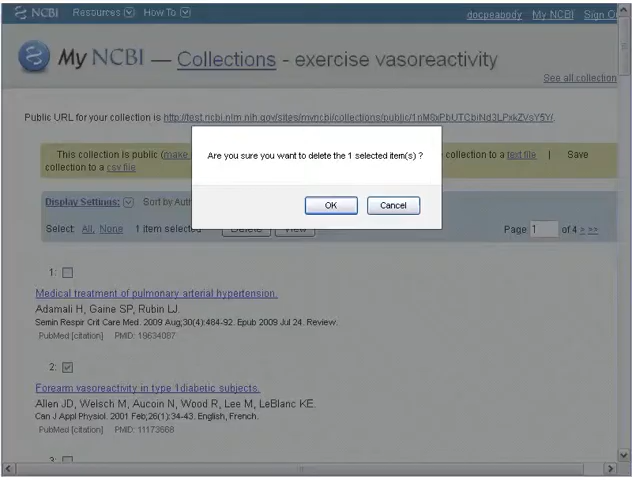 NCBI Resources How To docpeabody My NCBI Sign O
My NCBI — Collections - exercise vasoreactivity
See all collection
Public URL for your collection is http://test.ncbi.nlm.nih.gov/sites/myncbi/collections/public/
Are you sure you want to delete the 1 selected item(s) ?
OK Cancel
This collection is public (make collection to a text file | Save
collection to a csv file
Display Settings: Sort by Auth
Select: All, None 1 item selected Delete View Page 1 of 4 > >>
1:
Medical treatment of pulmonary arterial hypertension.
Adamali H, Gaine SP, Rubin LJ.
Semin Respir Crit Care Med. 2009 Aug;30(4):484-92. Epub 2009 Jul 24. Review.
PubMed [citation] PMID: 19634087
2:
Forearm vasoreactivity in type 1 diabetic subjects.
Allen JD, Welsch M, Aucoin N, Wood R, Lee M, LeBlanc KE.
Can J Appl Physiol. 2001 Feb;26(1):34-43. English, French.
PubMed [citation] PMID: 11173668
3: